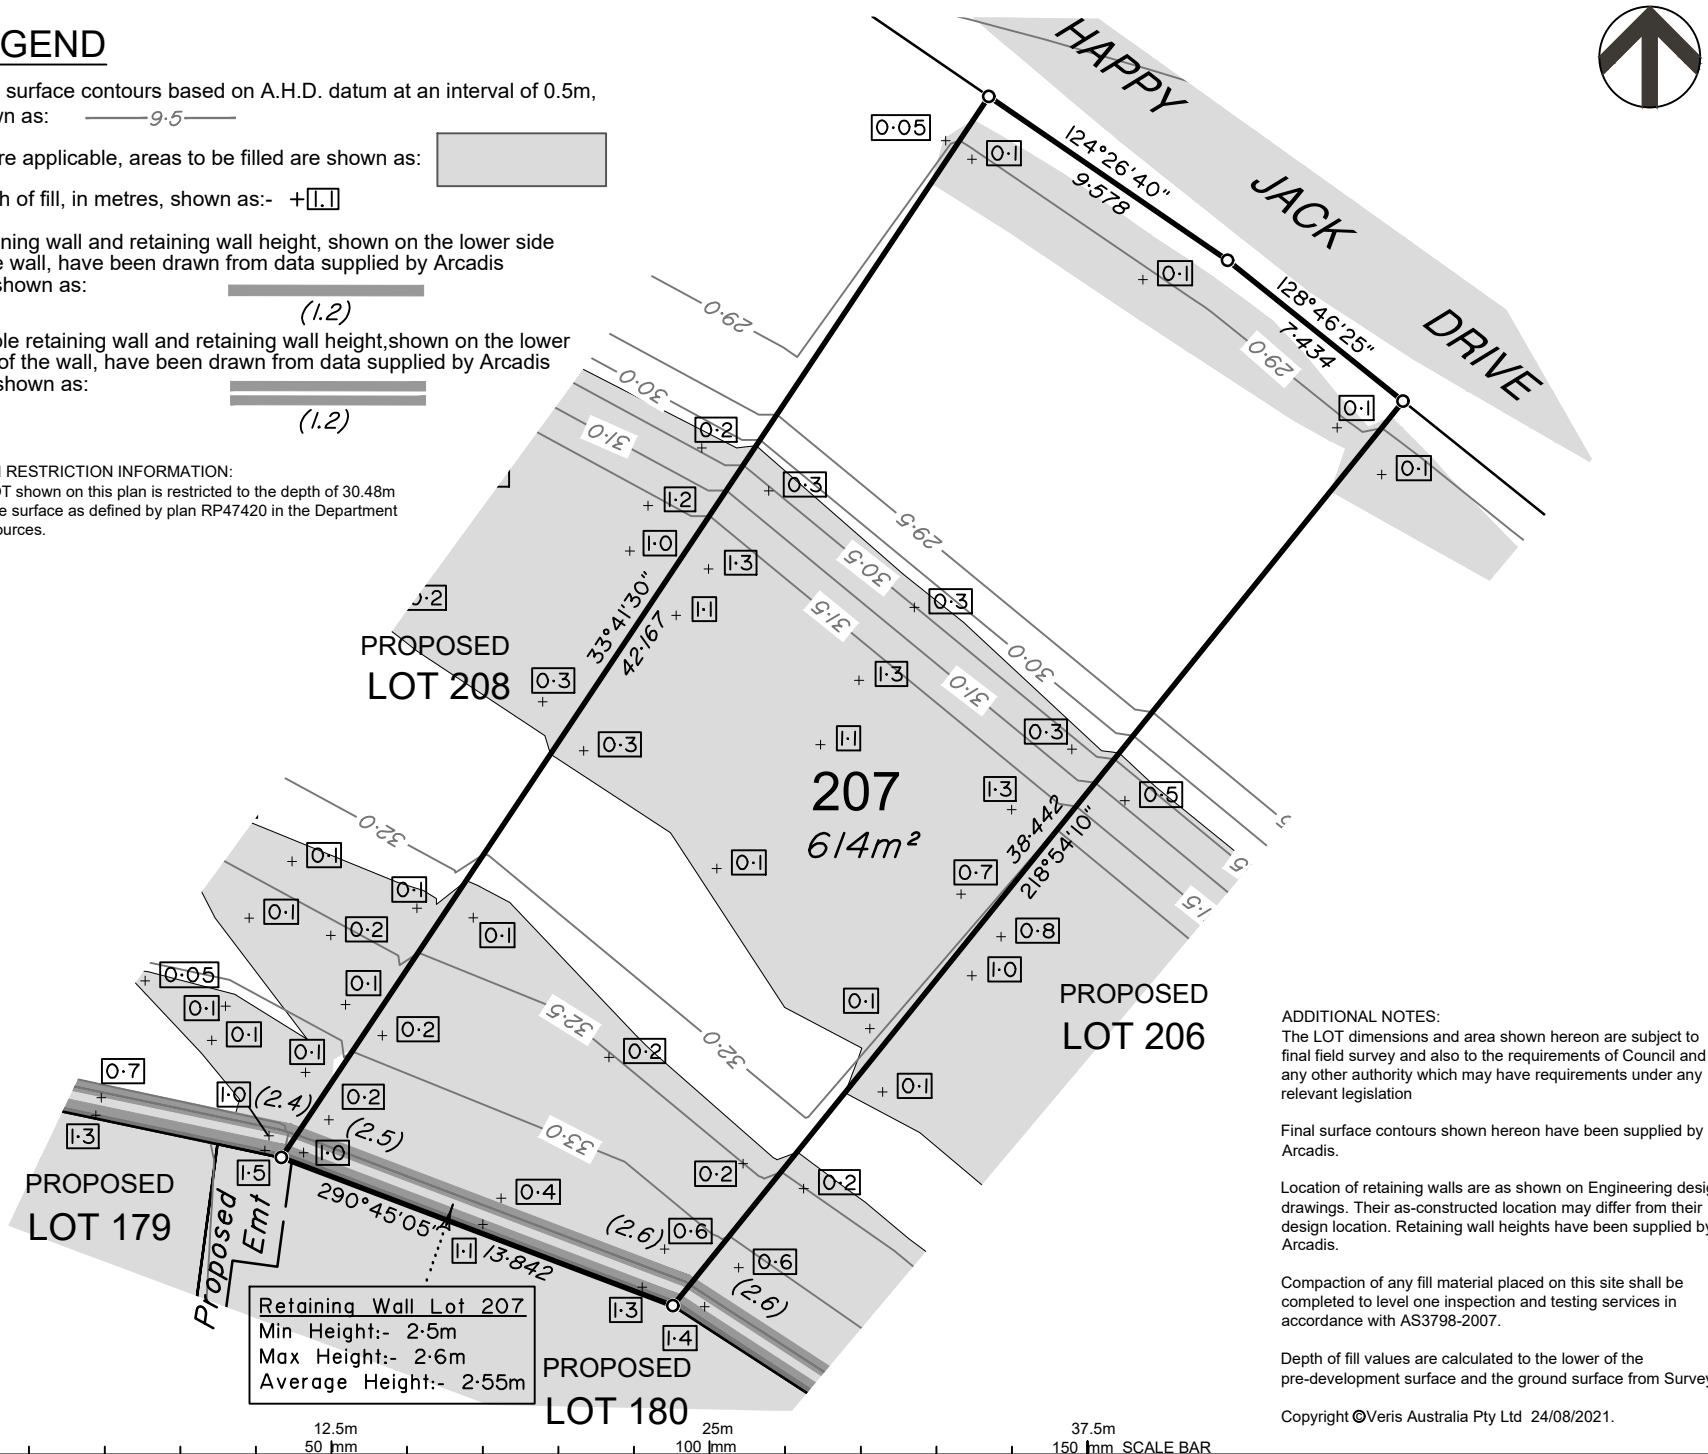 GEND
surface contours based on A.H.D. datum at an interval of 0.5m,
n as: 9·5
re applicable, areas to be filled are shown as:
h of fill, in metres, shown as:- +1.1
ning wall and retaining wall height, shown on the lower side
e wall, have been drawn from data supplied by Arcadis
shown as:
(1.2)
ole retaining wall and retaining wall height,shown on the lower
of the wall, have been drawn from data supplied by Arcadis
shown as:
(1.2)
RESTRICTION INFORMATION:
OT shown on this plan is restricted to the depth of 30.48m
e surface as defined by plan RP47420 in the Department
ources.
HAPPY JACK DRIVE
124°26'40"
9·578
128°46'25"
7·434
0·05
0·1
0·1
0·1
0·1
29·0
29·0
30·0
31·0
0·2
0·3
1·2
1·0
1·3
1·1
29·5
30·5
31·5
0·3
30·0
31·0
0·2
33°41'30"
42·167
PROPOSED
LOT 208
0·3
0·3
1·3
1·1
0·3
1·3
0·5
207
614m²
38·442
218°54'10"
5
5
1·5
32·0
0·1
0·1
0·1
0·7
0·1
0·2
0·1
0·8
1·0
0·05
0·1
0·1
0·1
0·1
0·2
0·1
32·5
0·2
32·0
0·1
PROPOSED
LOT 206
0·7
1·0
(2.4)
0·2
(2.5)
33·0
1·3
1·5
1·0
0·2
0·2
PROPOSED
LOT 179
Proposed
Emt
290°45'05"
13·842
0·4
1·1
(2.6)
0·6
0·6
(2.6)
1·3
1·4
Retaining Wall Lot 207
Min Height:- 2·5m
Max Height:- 2·6m
Average Height:- 2·55m
PROPOSED
LOT 180
ADDITIONAL NOTES:
The LOT dimensions and area shown hereon are subject to
final field survey and also to the requirements of Council and
any other authority which may have requirements under any
relevant legislation
Final surface contours shown hereon have been supplied by
Arcadis.
Location of retaining walls are as shown on Engineering desig
drawings. Their as-constructed location may differ from their
design location. Retaining wall heights have been supplied by
Arcadis.
Compaction of any fill material placed on this site shall be
completed to level one inspection and testing services in
accordance with AS3798-2007.
Depth of fill values are calculated to the lower of the
pre-development surface and the ground surface from Survey
Copyright ©Veris Australia Pty Ltd 24/08/2021.
12.5m 25m 37.5m
50 mm 100 mm 150 mm SCALE BAR